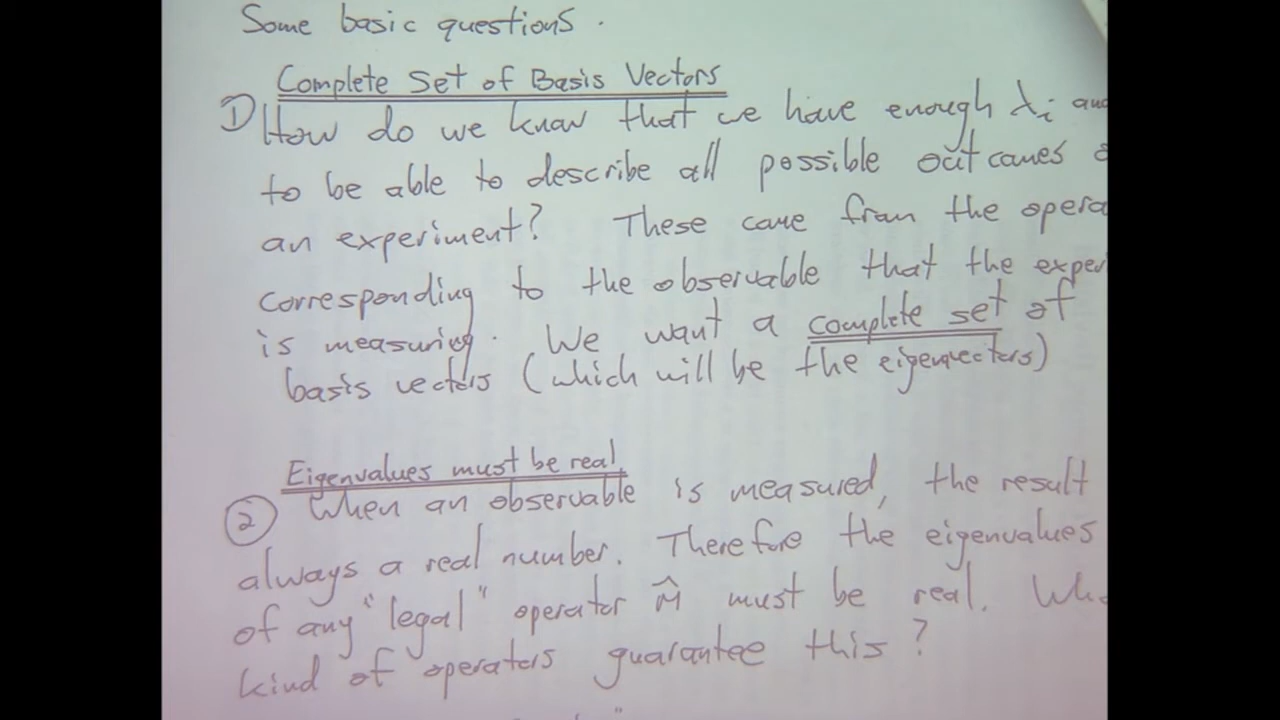 Some basic questions.
Complete Set of Basis Vectors
1) How do we know that we have enough λi and
to be able to describe all possible outcomes
an experiment? These come from the opera
corresponding to the observable that the exper
is measuring. We want a complete set of
basis vectors (which will be the eigenvectors)
Eigenvalues must be real
2 When an observable is measured, the result
always a real number. Therefore the eigenvalues
of any "legal" operator M̂ must be real. Wha
kind of operators guarantee this?